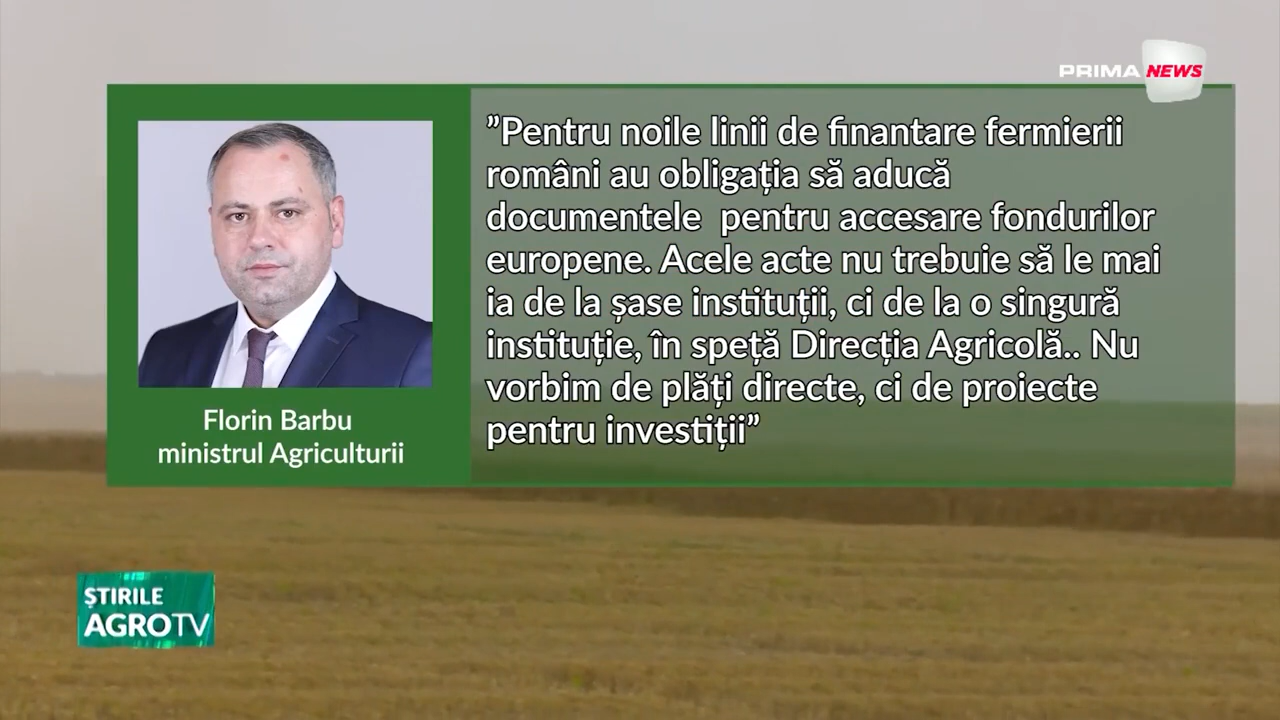 PRIMA NEWS
”Pentru noile linii de finantare fermierii
români au obligația să aducă
documentele  pentru accesare fondurilor
europene. Acele acte nu trebuie să le mai
ia de la șase instituții, ci de la o singură
instituție, în speță Direcția Agricolă.. Nu
vorbim de plăți directe, ci de proiecte
pentru investiții”
Florin Barbu
ministrul Agriculturii
ȘTIRILE
AGROTV